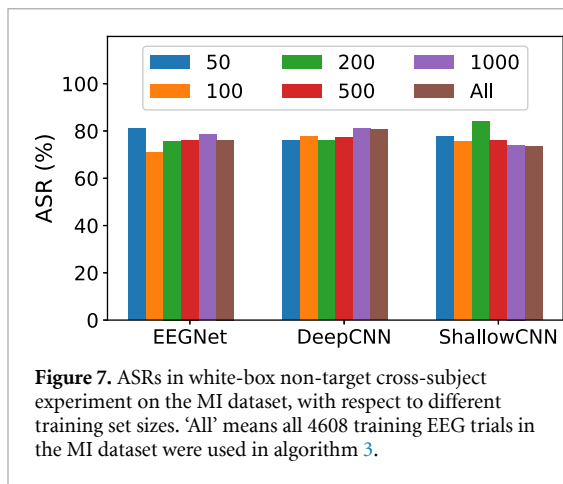 50
200
1000
100
500
All
ASR (%)
100
80
60
40
20
0
EEGNet
DeepCNN
ShallowCNN
Figure 7. ASRs in white-box non-target cross-subject
experiment on the MI dataset, with respect to different
training set sizes. ‘All’ means all 4608 training EEG trials in
the MI dataset were used in algorithm 3.